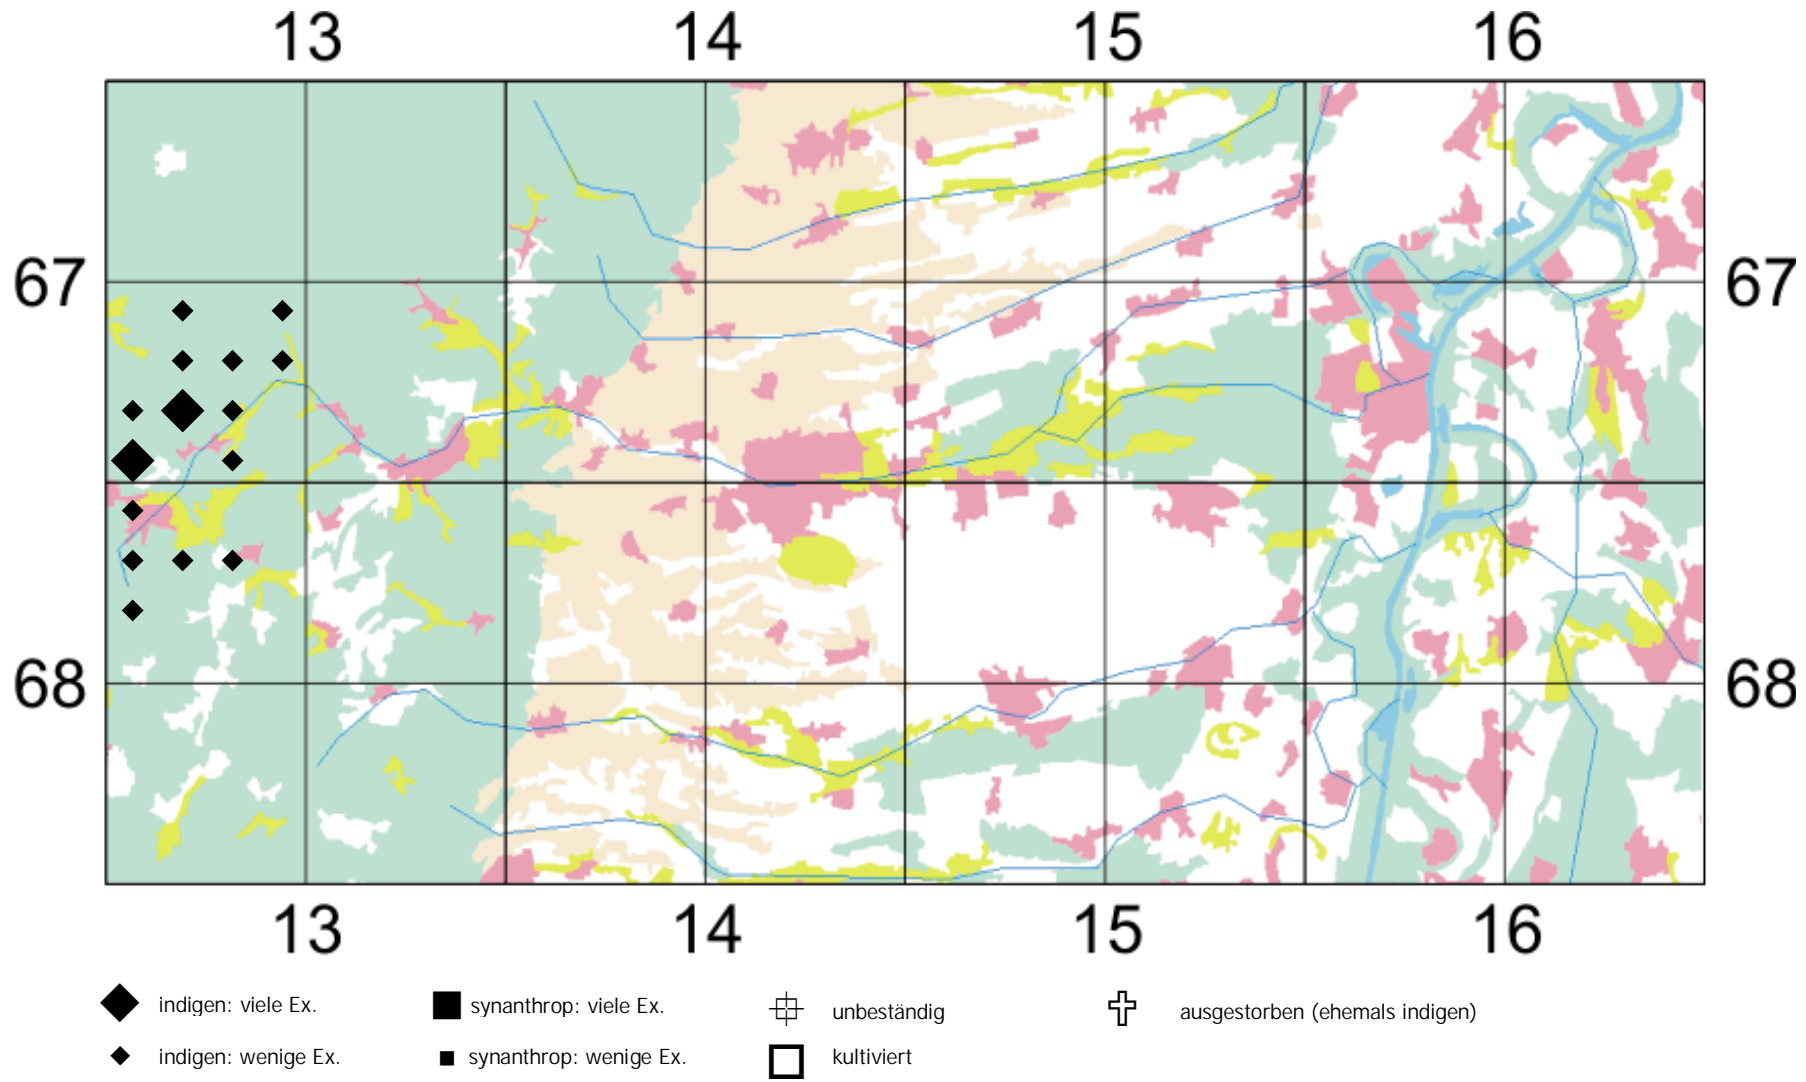 13 14 15 16
67 67
68 68
13 14 15 16
indigen: viele Ex. synanthrop: viele Ex. unbeständig ausgestorben (ehemals indigen)
indigen: wenige Ex. synanthrop: wenige Ex. kultiviert